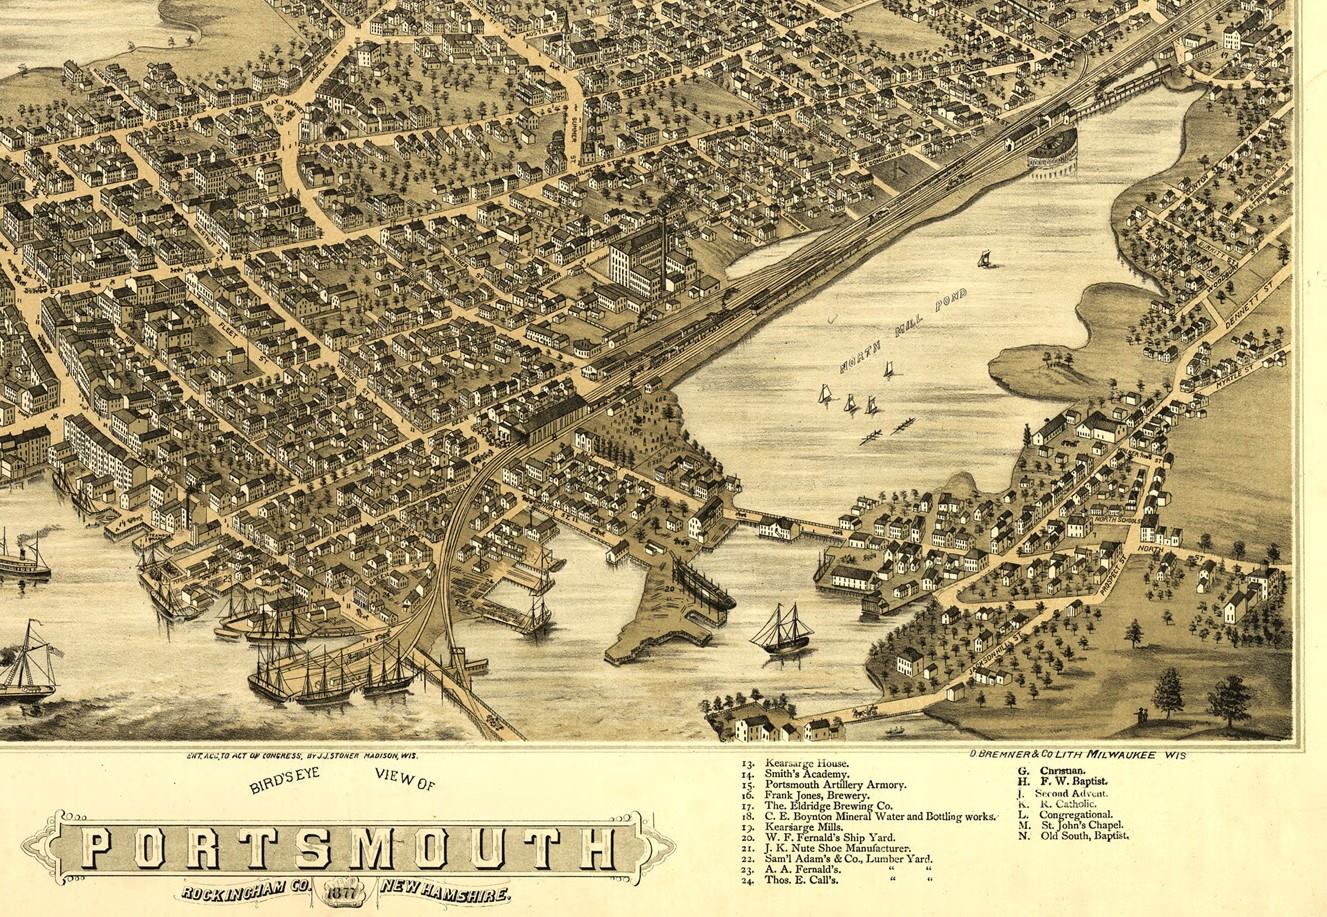 HAY MAR
FLEET
ST
NORTH MILL POND
DENNETT ST
MYRTLE ST
NORTH SCHOOL
NORTH
ST
JACKSON HILL ST
20
ENT. ACC. TO ACT OF CONGRESS, BY J.J. STONER MADISON, WIS.
D. BREMNER & CO LITH MILWAUKEE WIS
BIRD'S EYE VIEW OF
PORTSMOUTH
ROCKINGHAM CO. 1877 NEW HAMSHIRE.
13. Kearsarge House.
14. Smith's Academy.
15. Portsmouth Artillery Armory.
16. Frank Jones, Brewery.
17. The. Eldridge Brewing Co.
18. C. E. Boynton Mineral Water and Bottling works.
19. Kearsarge Mills.
20. W. F. Fernald's Ship Yard.
21. J. K. Nute Shoe Manufacturer.
22. Sam'l Adam's & Co., Lumber Yard.
23. A. A. Fernald's. " "
24. Thos. E. Call's. " "
G. Christian.
H. F. W. Baptist.
J. Second Advent.
K. R. Catholic.
L. Congregational.
M. St. John's Chapel.
N. Old South, Baptist.